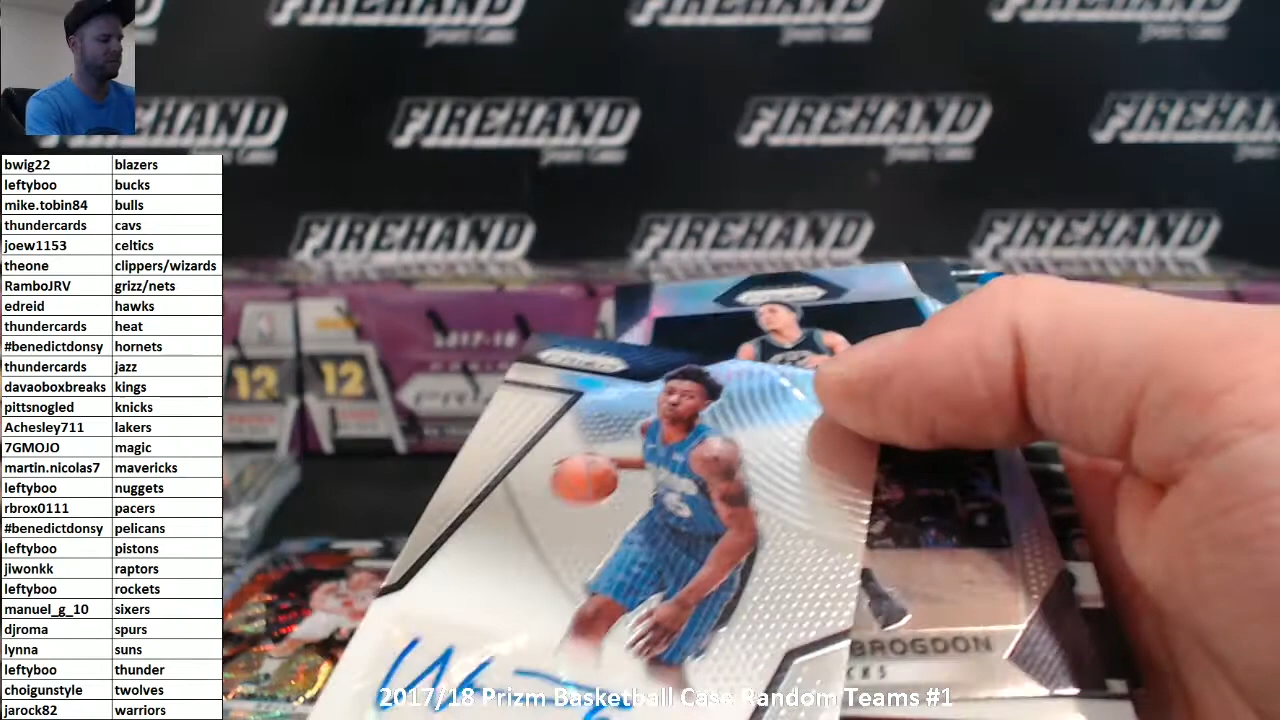 FIREHAND
FIREHAND FIREHAND FIREHAND
FIREHAND FIREHAND FIREHAND
bwig22 blazers
leftyboo bucks
mike.tobin84 bulls
thundercards cavs
joew1153 celtics
theone clippers/wizards
RamboJRV grizz/nets
edreid hawks
thundercards heat
#benedictdonsy hornets
thundercards jazz
davaoboxbreaks kings
pittsnogled knicks
Achesley711 lakers
7GMOJO magic
martin.nicolas7 mavericks
leftyboo nuggets
rbrox0111 pacers
#benedictdonsy pelicans
leftyboo pistons
jiwonkk raptors
leftyboo rockets
manuel_g_10 sixers
djroma spurs
lynna suns
leftyboo thunder
choigunstyle twolves
jarock82 warriors
2017-18
12 12
BROGDON
CKS
2017/18 Prizm Basketball Case Random Teams #1